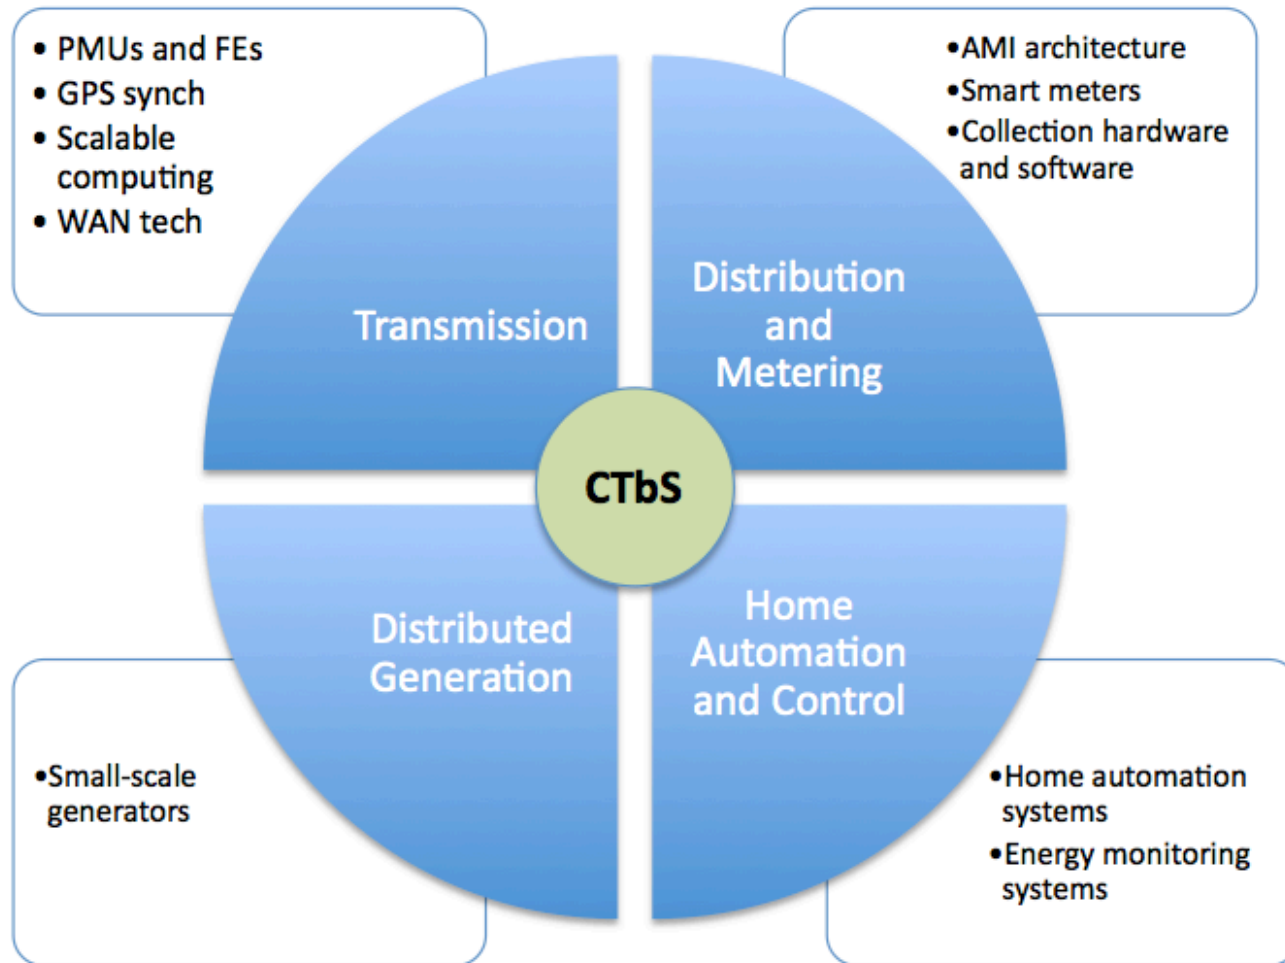 • PMUs and FEs
• GPS synch
• Scalable
computing
• WAN tech
•AMI architecture
•Smart meters
•Collection hardware
and software
Transmission
Distribution
and
Metering
CTbS
Distributed
Generation
Home
Automation
and Control
•Small-scale
generators
•Home automation
systems
•Energy monitoring
systems